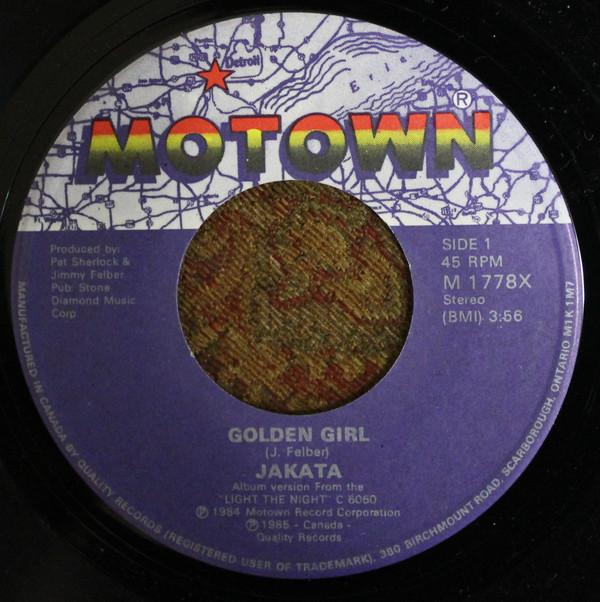 Detroit
Erie
MOTOWN®
Produced by:
Pat Sherlock &
Jimmy Felber
Pub: Stone
Diamond Music
Corp
SIDE 1
45 RPM
M 1778X
Stereo
(BMI) 3:56
GOLDEN GIRL
(J. Felber)
JAKATA
Album version From the
"LIGHT THE NIGHT" C 6060
℗ 1984 Motown Record Corporation
℗ 1985 - Canada -
Quality Records
MANUFACTURED IN CANADA BY QUALITY RECORDS (REGISTERED USER OF TRADEMARK). 380 BIRCHMOUNT ROAD, SCARBOROUGH, ONTARIO M1K 1M7